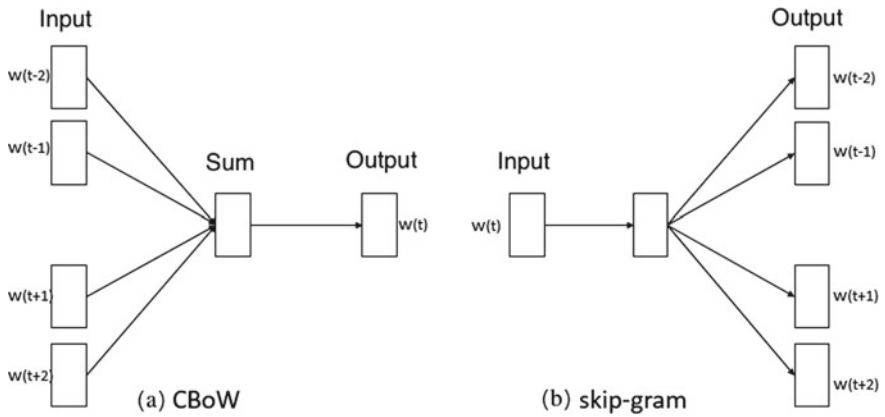 Input
w(t-2)
w(t-1)
w(t+1)
w(t+2)
Sum
Output
w(t)
(a) CBoW
Input
w(t)
Output
w(t-2)
w(t-1)
w(t+1)
w(t+2)
(b) skip-gram